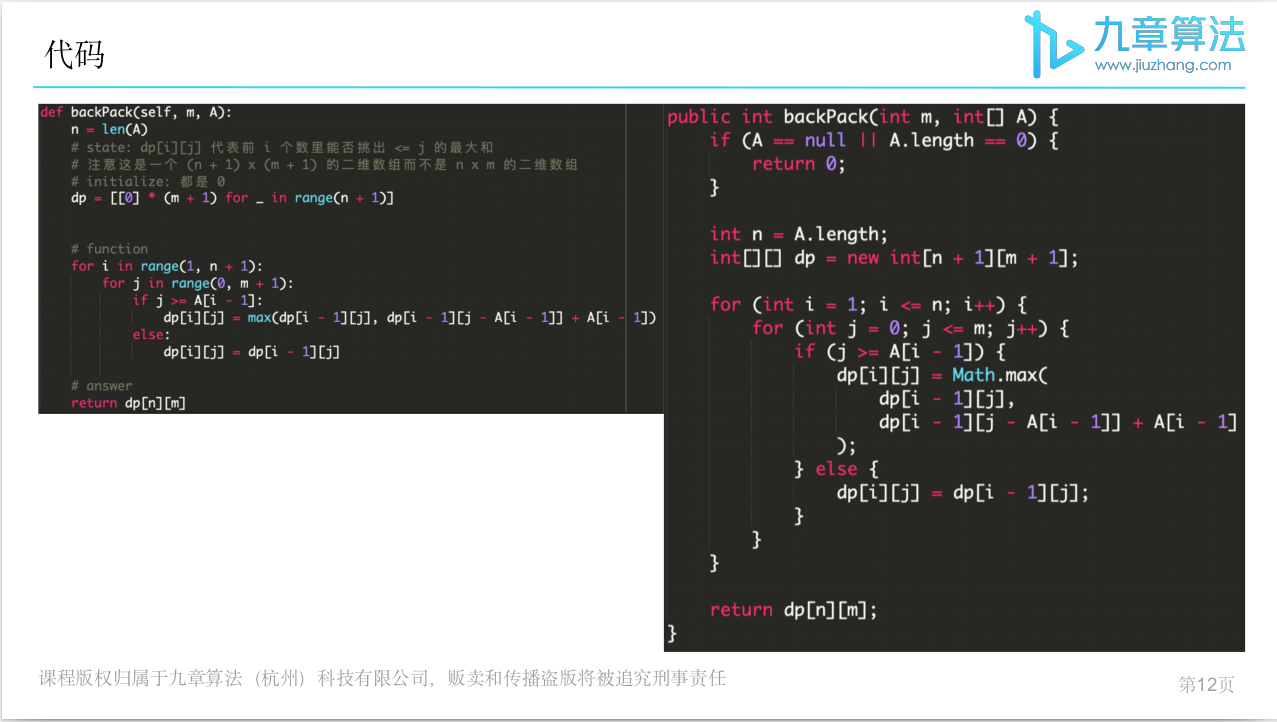 代码
九章算法
www.jiuzhang.com
def backPack(self, m, A):
    n = len(A)
    # state: dp[i][j] 代表前 i 个数里能否挑出 <= j 的最大和
    # 注意这是一个 (n + 1) x (m + 1) 的二维数组而不是 n x m 的二维数组
    # initialize: 都是 0
    dp = [[0] * (m + 1) for _ in range(n + 1)]
    # function
    for i in range(1, n + 1):
        for j in range(0, m + 1):
            if j >= A[i - 1]:
                dp[i][j] = max(dp[i - 1][j], dp[i - 1][j - A[i - 1]] + A[i - 1])
            else:
                dp[i][j] = dp[i - 1][j]
    # answer
    return dp[n][m]
public int backPack(int m, int[] A) {
    if (A == null || A.length == 0) {
        return 0;
    }
    int n = A.length;
    int[][] dp = new int[n + 1][m + 1];
    for (int i = 1; i <= n; i++) {
        for (int j = 0; j <= m; j++) {
            if (j >= A[i - 1]) {
                dp[i][j] = Math.max(
                    dp[i - 1][j],
                    dp[i - 1][j - A[i - 1]] + A[i - 1]
                );
            } else {
                dp[i][j] = dp[i - 1][j];
            }
        }
    }
    return dp[n][m];
}
课程版权归属于九章算法（杭州）科技有限公司，贩卖和传播盗版将被追究刑事责任
第12页